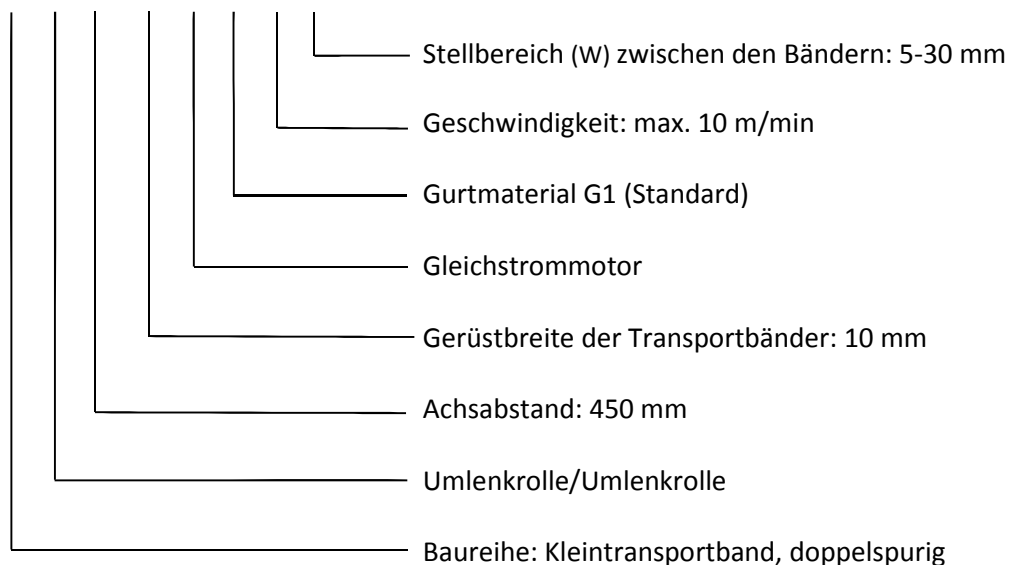 Stellbereich (W) zwischen den Bändern: 5-30 mm
Geschwindigkeit: max. 10 m/min
Gurtmaterial G1 (Standard)
Gleichstrommotor
Gerüstbreite der Transportbänder: 10 mm
Achsabstand: 450 mm
Umlenkrolle/Umlenkrolle
Baureihe: Kleintransportband, doppelspurig